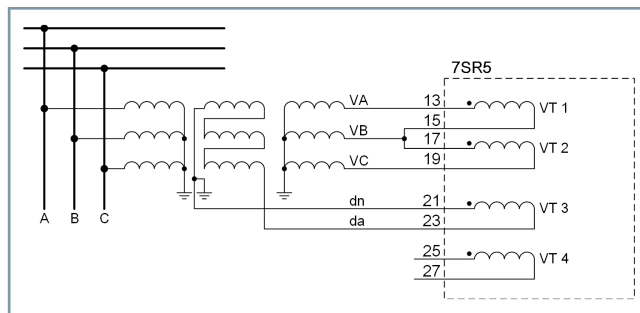 7SR5
VA 13 VT 1
15
VB 17 VT 2
VC 19
dn 21 VT 3
da 23
25 VT 4
27
A B C